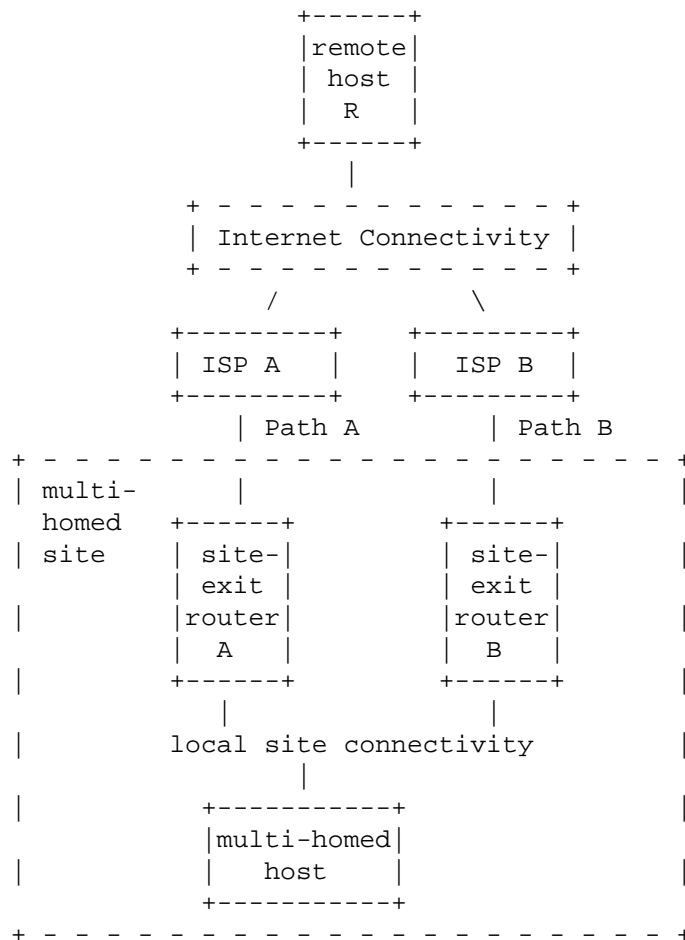 remote
host
R
Internet Connectivity
ISP A ISP B
Path A Path B
multi-
homed
site site- site-
exit exit
router router
A B
local site connectivity
multi-homed
host